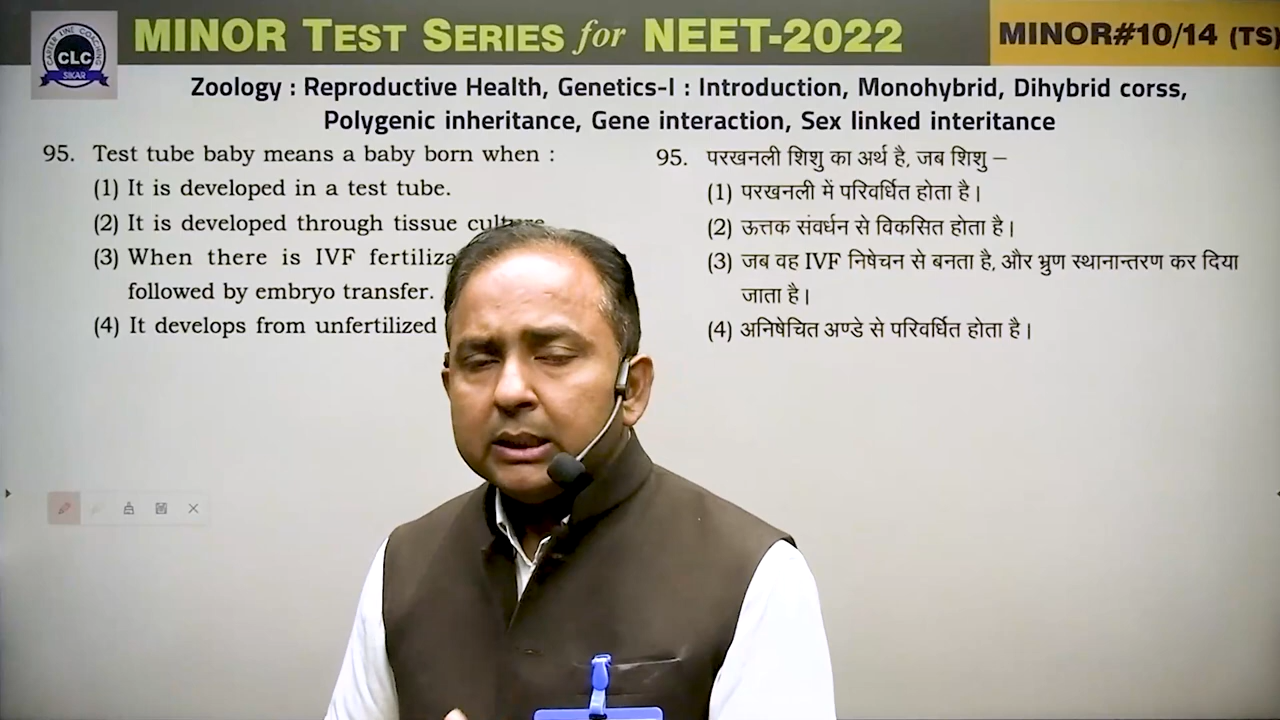 CAREER LINE COACHING
CLC
SIKAR
MINOR TEST SERIES for NEET-2022
MINOR#10/14 (TS)
Zoology : Reproductive Health, Genetics-I : Introduction, Monohybrid, Dihybrid corss,
Polygenic inheritance, Gene interaction, Sex linked interitance
95. Test tube baby means a baby born when :
(1) It is developed in a test tube.
(2) It is developed through tissue culture
(3) When there is IVF
followed by embryo transfer.
(4) It develops from unfertilized
95. परखनली शिशु का अर्थ है, जब शिशु –
(1) परखनली में परिवर्धित होता है।
(2) ऊत्तक संवर्धन से विकसित होता है।
(3) जब वह IVF निषेचन से बनता है, और भ्रुण स्थानान्तरण कर दिया
जाता है।
(4) अनिषेचित अण्डे से परिवर्धित होता है।